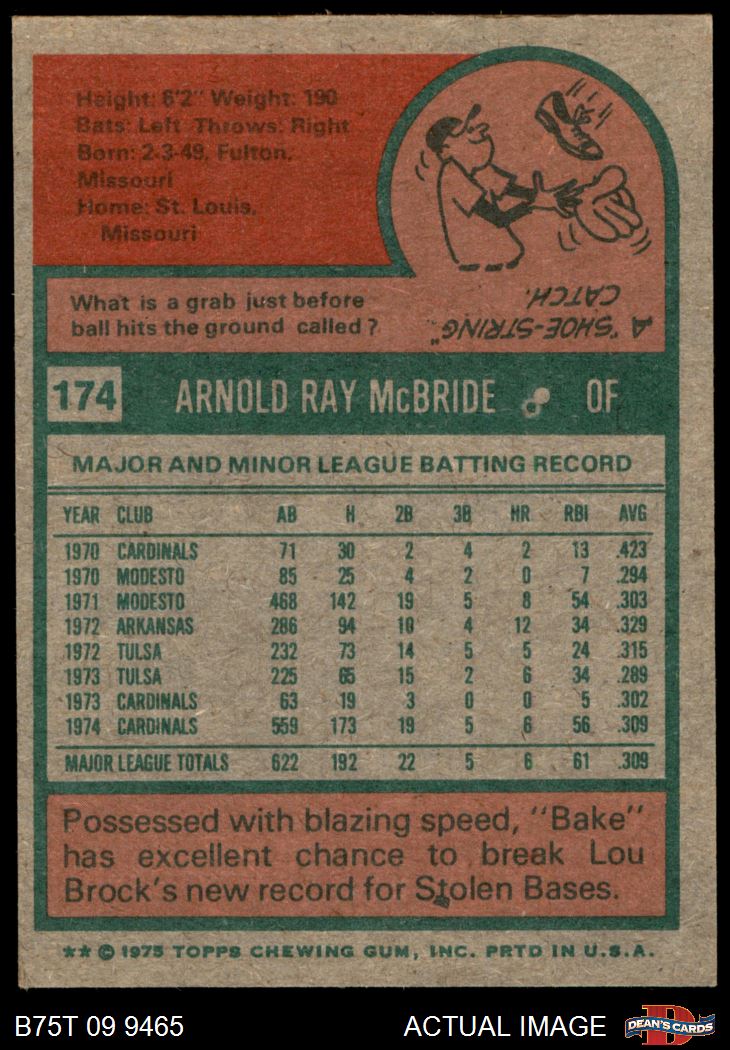 Height: 6'2" Weight: 190
Bats: Left Throws: Right
Born: 2-3-49, Fulton,
Missouri
Home: St. Louis,
Missouri
What is a grab just before
ball hits the ground called?
A "SHOE-STRING"
CATCH.
174 ARNOLD RAY McBRIDE OF
MAJOR AND MINOR LEAGUE BATTING RECORD
YEAR CLUB AB H 2B 3B HR RBI AVG
1970 CARDINALS 71 30 2 4 2 13 .423
1970 MODESTO 85 25 4 2 0 7 .294
1971 MODESTO 468 142 19 5 8 54 .303
1972 ARKANSAS 286 94 10 4 12 34 .329
1972 TULSA 232 73 14 5 5 24 .315
1973 TULSA 225 65 15 2 6 34 .289
1973 CARDINALS 63 19 3 0 0 5 .302
1974 CARDINALS 559 173 19 5 6 56 .309
MAJOR LEAGUE TOTALS 622 192 22 5 6 61 .309
Possessed with blazing speed, "Bake"
has excellent chance to break Lou
Brock's new record for Stolen Bases.
** © 1975 TOPPS CHEWING GUM, INC. PRTD IN U.S.A.
B75T 09 9465 ACTUAL IMAGE D DEAN'S CARDS